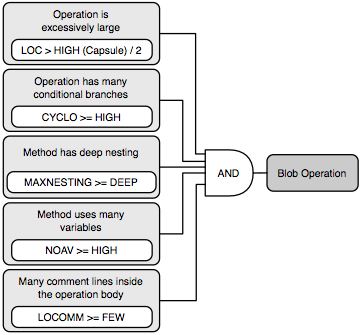 Operation is
excessively large
LOC > HIGH (Capsule) / 2
Operation has many
conditional branches
CYCLO >= HIGH
Method has deep nesting
MAXNESTING >= DEEP
Method uses many
variables
NOAV >= HIGH
Many comment lines inside
the operation body
LOCOMM >= FEW
AND
Blob Operation